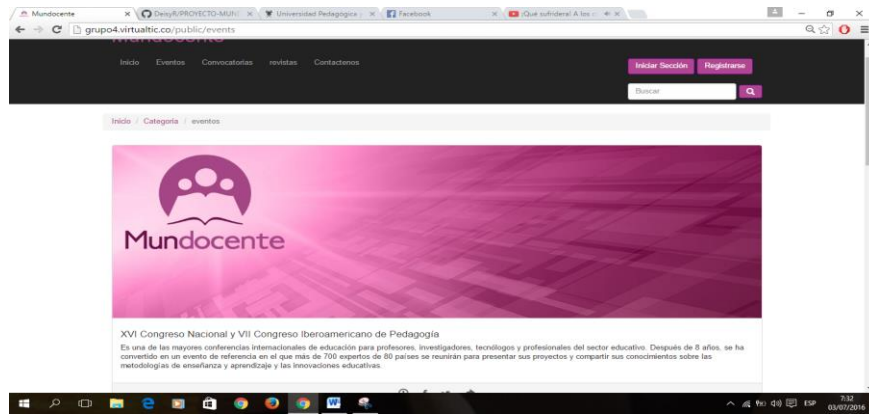 Mundocente
DeisyR/PROYECTO-MUN
Universidad Pedagógica
Facebook
grupo4.virtualtic.co/public/events
Mundocente
Inicio Eventos Convocatorias revistas Contactenos
Iniciar Sección Registrarse
Buscar
Inicio / Categoría / eventos
Mundocente
XVI Congreso Nacional y VII Congreso Iberoamericano de Pedagogía
Es una de las mayores conferencias internacionales de educación para profesores, investigadores, tecnólogos y profesionales del sector educativo. Después de 8 años, se ha
convertido en un evento de referencia en el que más de 700 expertos de 80 países se reunirán para presentar sus proyectos y compartir sus conocimientos sobre las
metodologías de enseñanza y aprendizaje y las innovaciones educativas.
ESP
7:32
03/07/2016